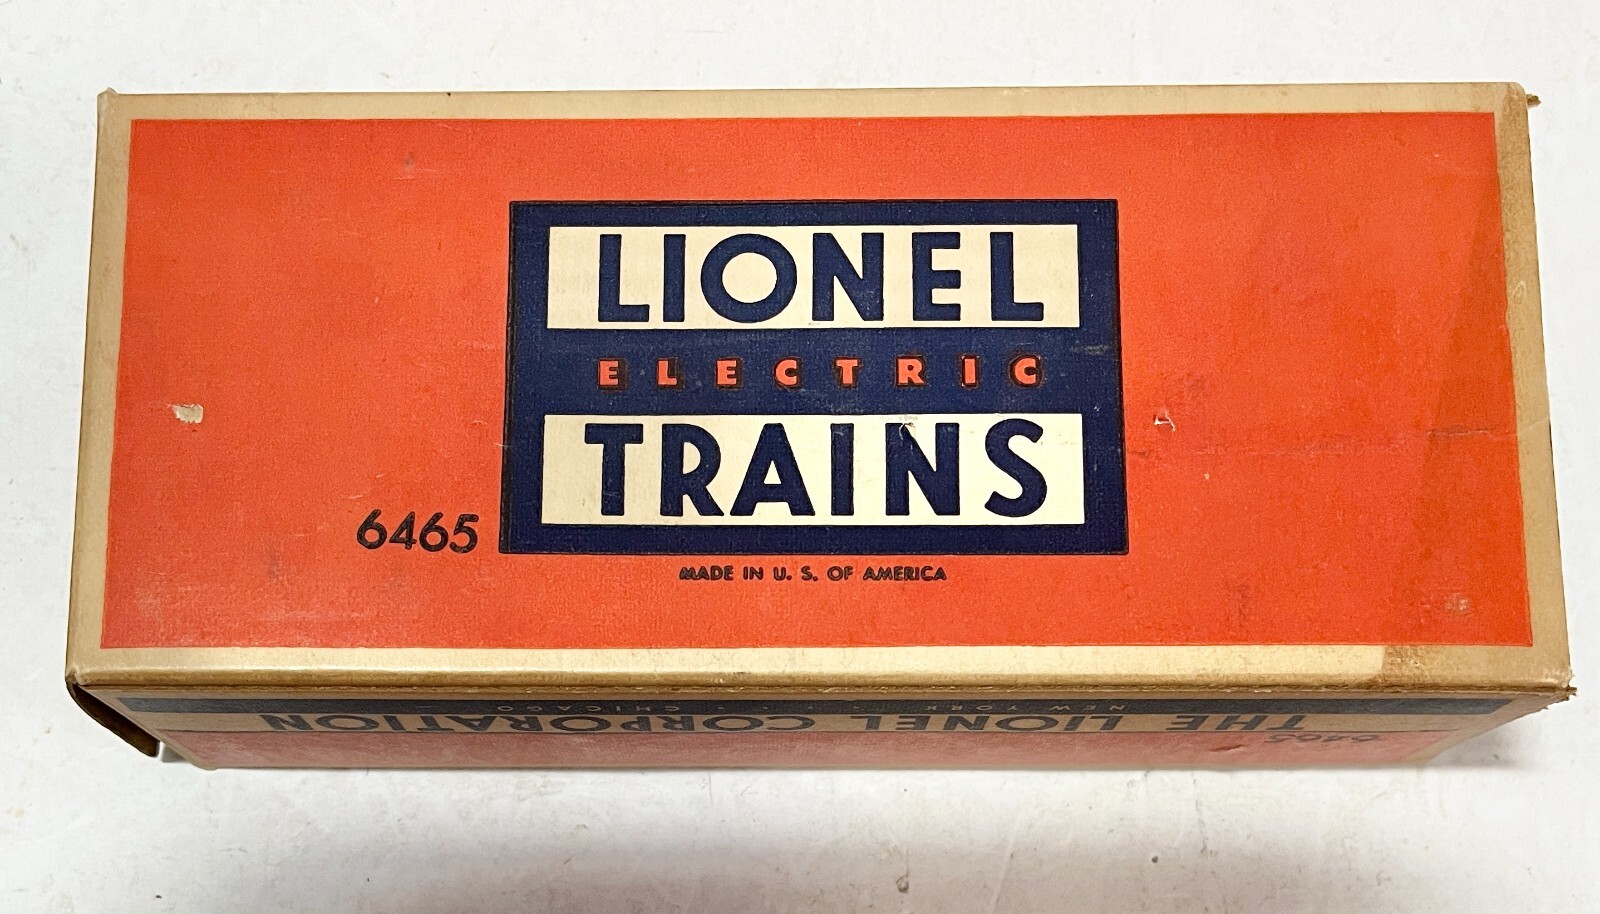 LIONEL
ELECTRIC
TRAINS
6465
MADE IN U. S. OF AMERICA
NEW YORK · · · CHICAGO
THE LIONEL CORPORATION
6465